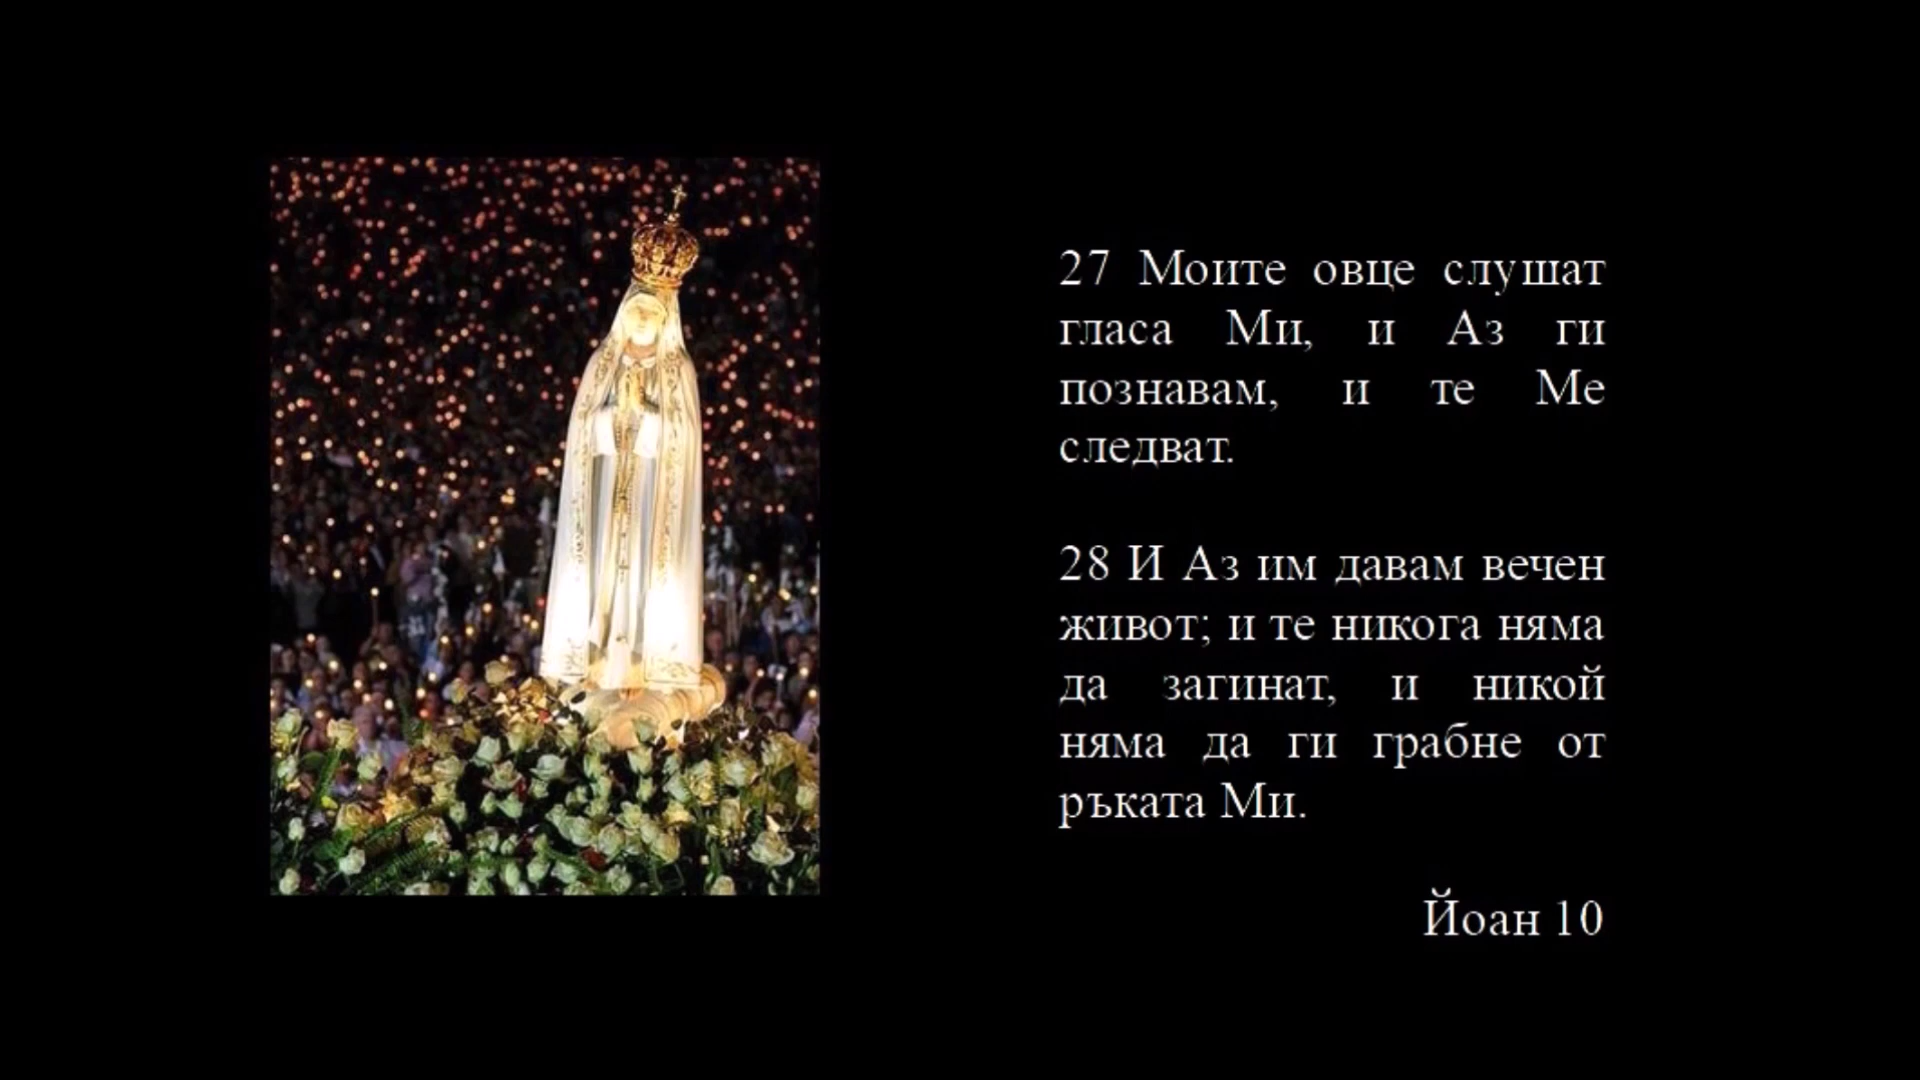 27 Моите овце слушат
гласа Ми, и Аз ги
познавам, и те Ме
следват.
28 И Аз им давам вечен
живот; и те никога няма
да загинат, и никой
няма да ги грабне от
ръката Ми.
Йоан 10